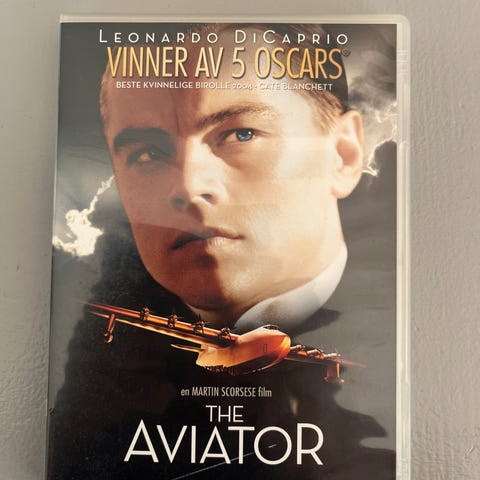 LEONARDO DICAPRIO
VINNER AV 5 OSCARS®
BESTE KVINNELIGE BIROLLE 2004 - CATE BLANCHETT
en MARTIN SCORSESE film
THE
AVIATOR